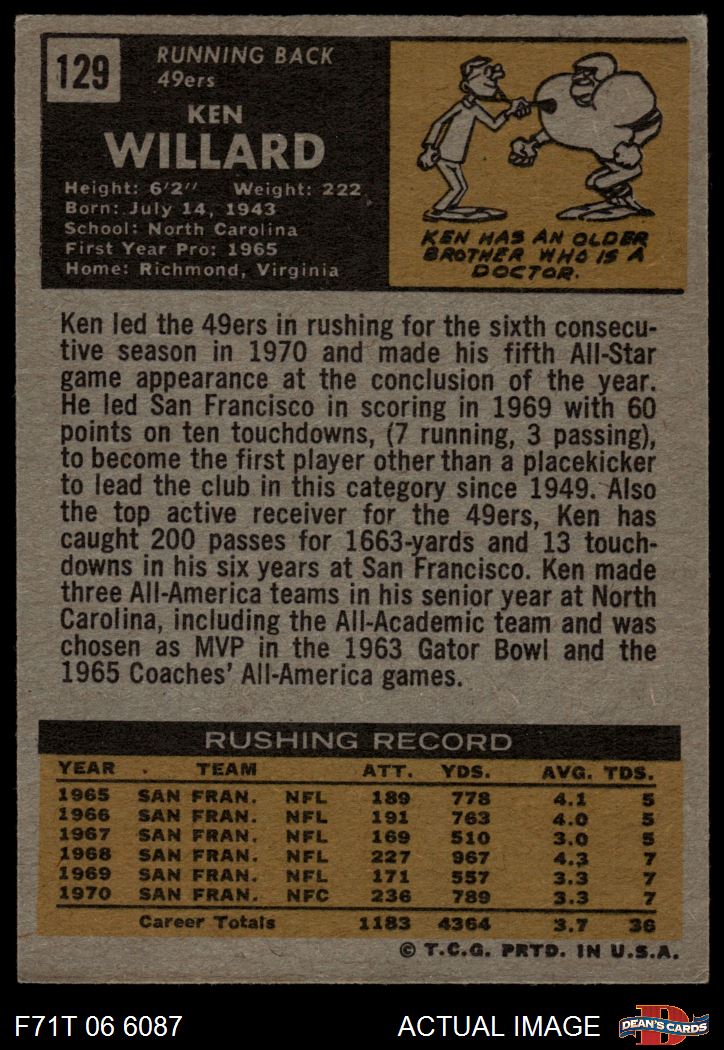 129
RUNNING BACK
49ers
KEN
WILLARD
Height: 6'2" Weight: 222
Born: July 14, 1943
School: North Carolina
First Year Pro: 1965
Home: Richmond, Virginia
KEN HAS AN OLDER
BROTHER WHO IS A
DOCTOR.
Ken led the 49ers in rushing for the sixth consecu-
tive season in 1970 and made his fifth All-Star
game appearance at the conclusion of the year.
He led San Francisco in scoring in 1969 with 60
points on ten touchdowns, (7 running, 3 passing),
to become the first player other than a placekicker
to lead the club in this category since 1949. Also
the top active receiver for the 49ers, Ken has
caught 200 passes for 1663-yards and 13 touch-
downs in his six years at San Francisco. Ken made
three All-America teams in his senior year at North
Carolina, including the All-Academic team and was
chosen as MVP in the 1963 Gator Bowl and the
1965 Coaches' All-America games.
RUSHING RECORD
YEAR TEAM ATT. YDS. AVG. TDS.
1965 SAN FRAN. NFL 189 778 4.1 5
1966 SAN FRAN. NFL 191 763 4.0 5
1967 SAN FRAN. NFL 169 510 3.0 5
1968 SAN FRAN. NFL 227 967 4.3 7
1969 SAN FRAN. NFL 171 557 3.3 7
1970 SAN FRAN. NFC 236 789 3.3 7
Career Totals 1183 4364 3.7 36
© T.C.G. PRTD. IN U.S.A.
F71T 06 6087 ACTUAL IMAGE D DEAN'S CARDS